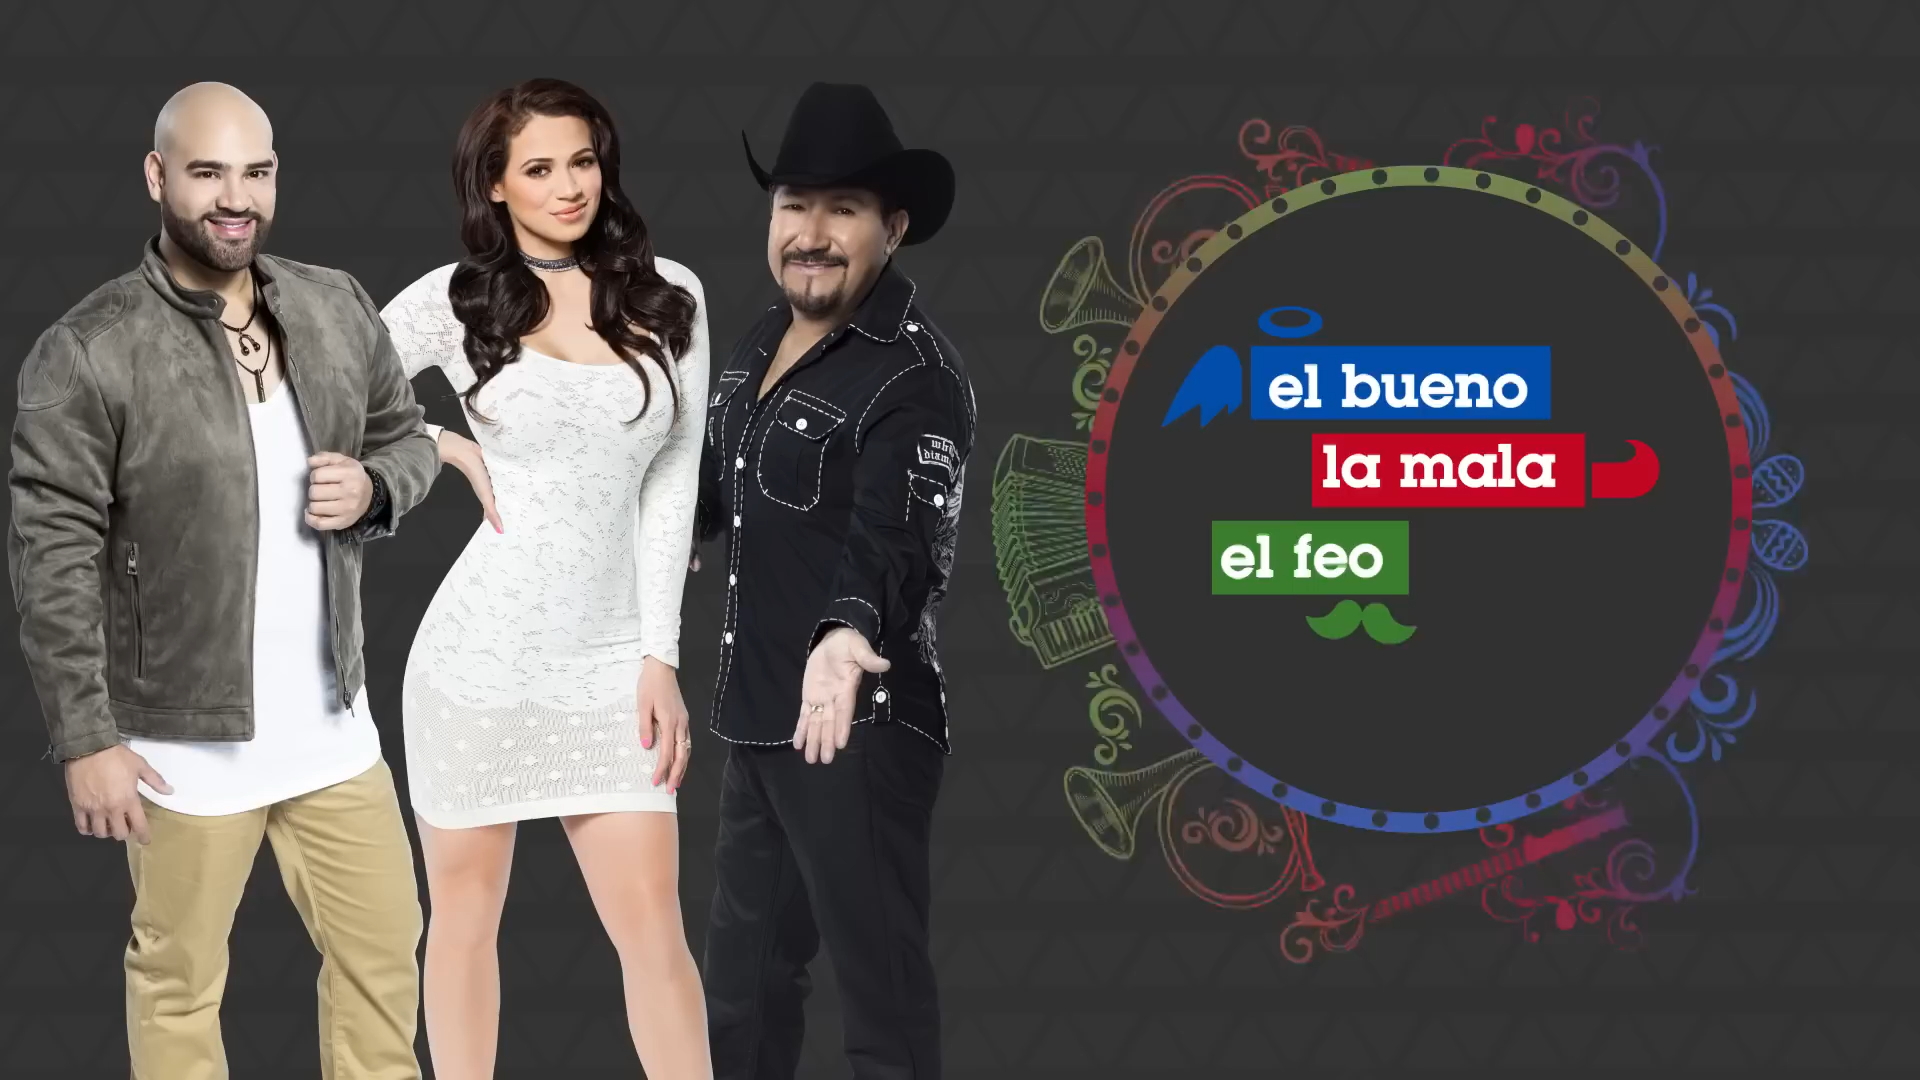 el bueno
la mala
el feo